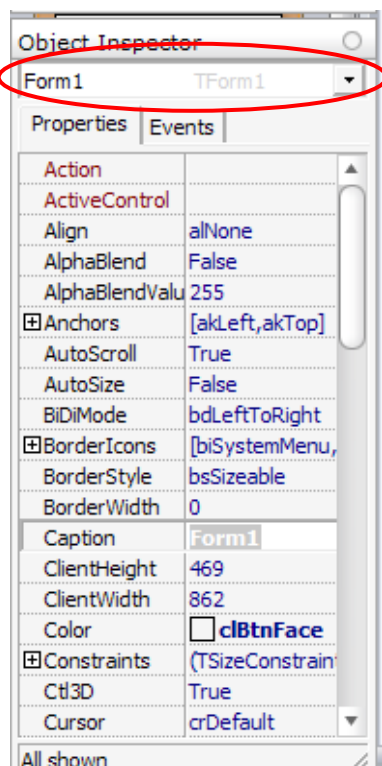 Object Inspector
Form1 TForm1
Properties Events
Action
ActiveControl
Align alNone
AlphaBlend False
AlphaBlendValu 255
Anchors [akLeft,akTop]
AutoScroll True
AutoSize False
BiDiMode bdLeftToRight
BorderIcons [biSystemMenu,
BorderStyle bsSizeable
BorderWidth 0
Caption Form1
ClientHeight 469
ClientWidth 862
Color clBtnFace
Constraints (TSizeConstrain
Ctl3D True
Cursor crDefault
All shown